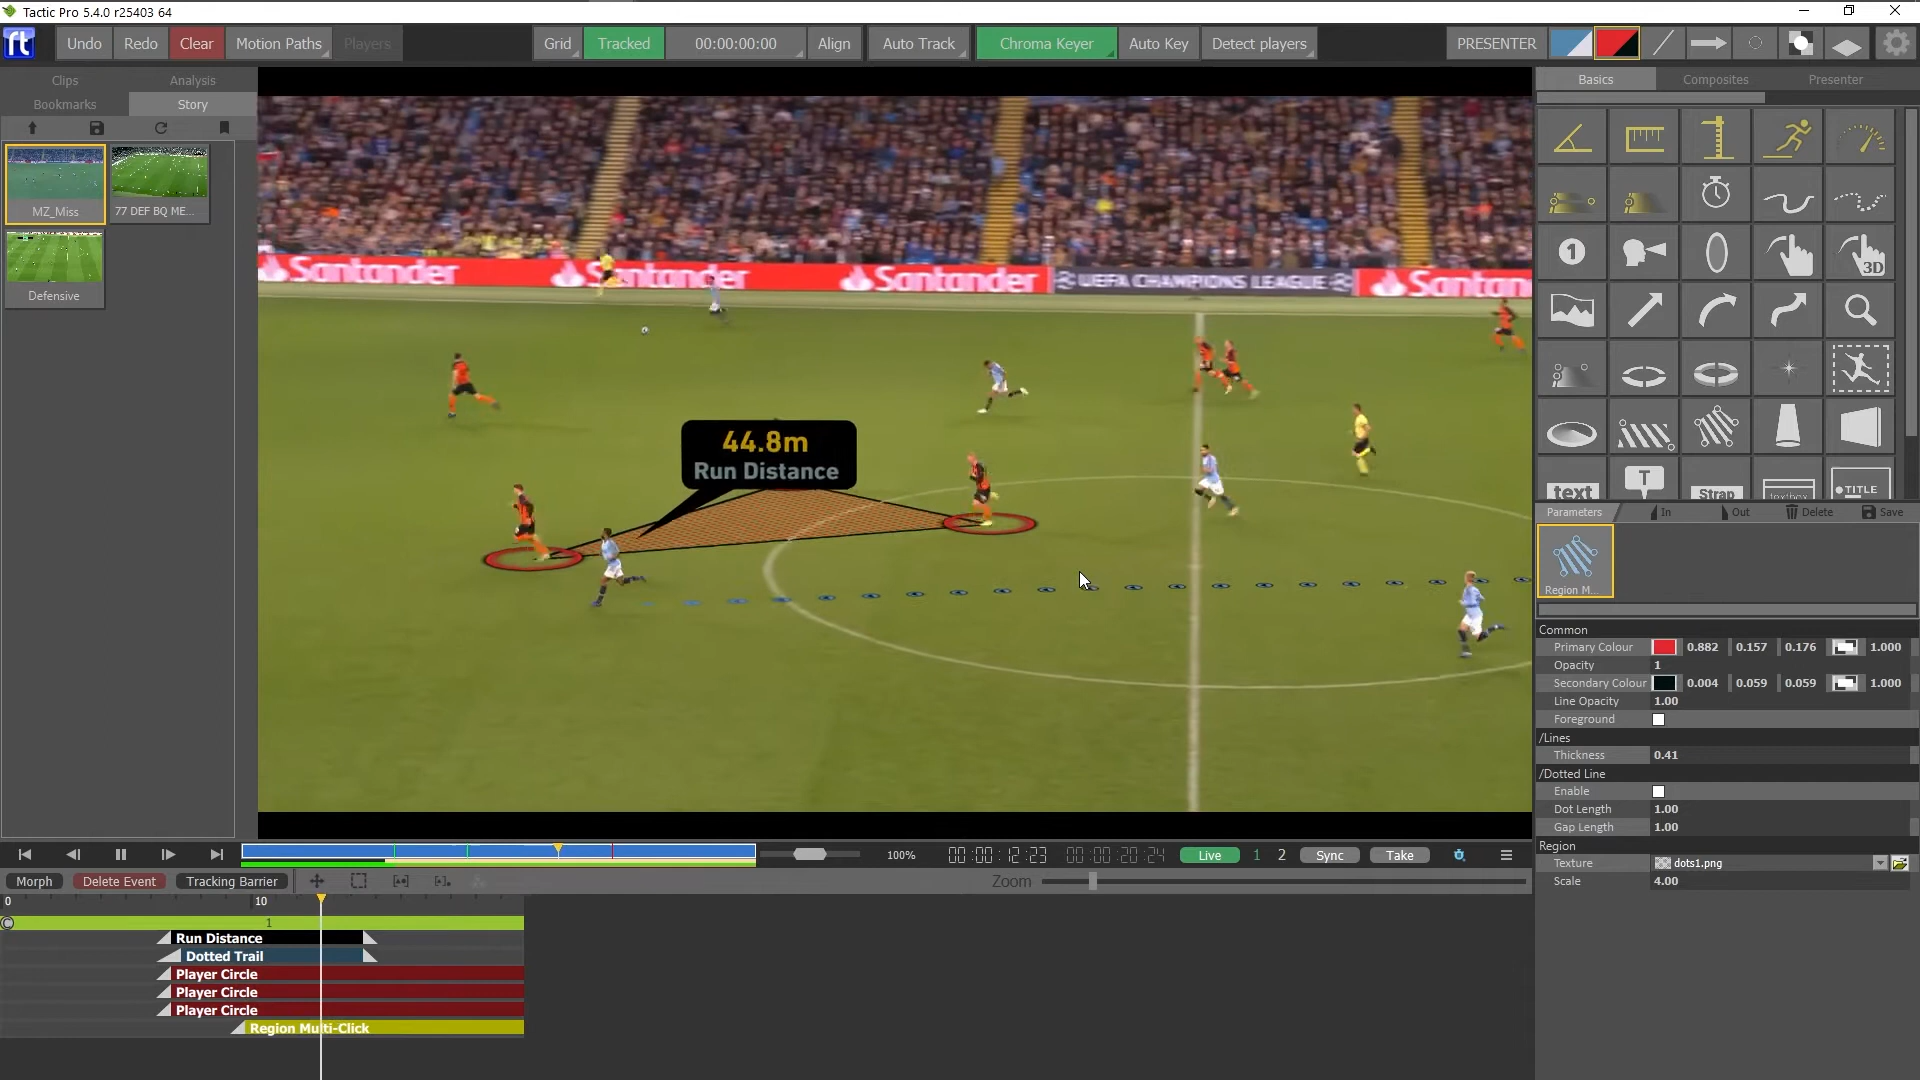 Tactic Pro 5.4.0 r25403 64
rt
Undo
Redo
Clear
Motion Paths
Players
Grid
Tracked
00:00:00:00
Align
Auto Track
Chroma Keyer
Auto Key
Detect players
PRESENTER
Clips
Analysis
Bookmarks
Story
MZ_Miss
77 DEF BQ ME...
Defensive
Basics
Composites
Presenter
1
3D
text
T
Strap
textbox
TITLE
Santander
Santander
Santander
UEFA CHAMPIONS LEAGUE
Santan
44.8m
Run Distance
Parameters
In
Out
Delete
Save
Region M...
Common
Primary Colour 0.882 0.157 0.176 1.000
Opacity 1
Secondary Colour 0.004 0.059 0.059 1.000
Line Opacity 1.00
Foreground
/Lines
Thickness 0.41
/Dotted Line
Enable
Dot Length 1.00
Gap Length 1.00
Region
Texture dots1.png
Scale 4.00
100%
00:00:12:23
00:00:20:24
Live
1
2
Sync
Take
Morph
Delete Event
Tracking Barrier
Zoom
0
10
1
Run Distance
Dotted Trail
Player Circle
Player Circle
Player Circle
Region Multi-Click